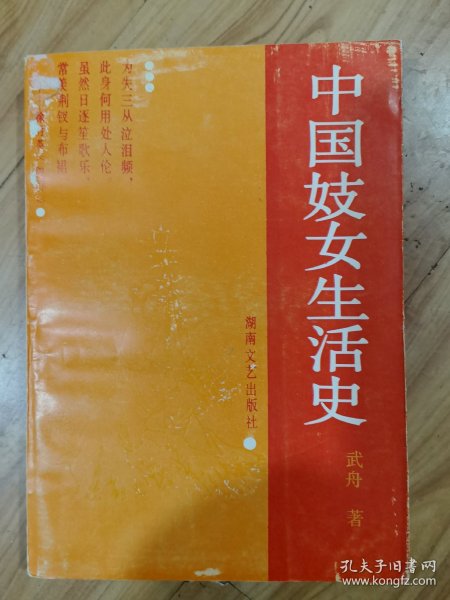 中国妓女生活史
武舟 著
湖南文艺出版社
为失三从泣泪频，
此身何用处人伦。
虽然日逐笙歌乐，
常羡荆钗与布裙
孔夫子旧书网
www.kongfz.com